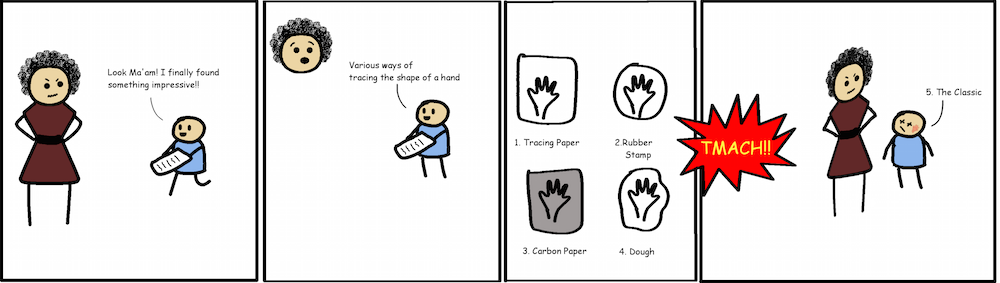 Look Ma'am! I finally found
something impressive!!
Various ways of
tracing the shape of a hand
1. Tracing Paper
2.Rubber
Stamp
3. Carbon Paper
4. Dough
TMACH!!
5. The Classic